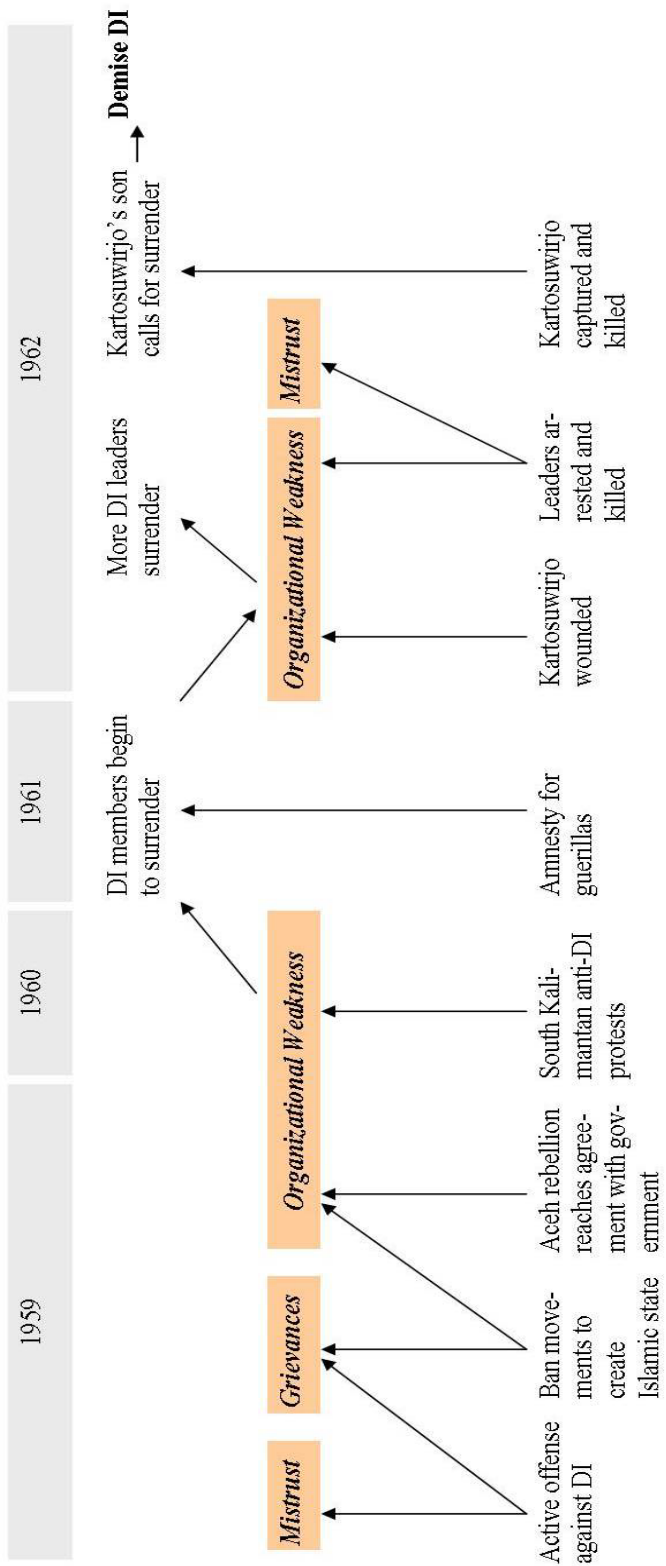 1959
1960
1961
1962
DI members begin
to surrender
More DI leaders
surrender
Kartosuwirjo’s son
calls for surrender
Demise DI
Mistrust
Grievances
Organizational Weakness
Organizational Weakness
Mistrust
Active offense
against DI
Ban move-
ments to
create
Islamic state
Aceh rebellion
reaches agree-
ment with gov-
ernment
South Kali-
mantan anti-DI
protests
Amnesty for
guerillas
Kartosuwirjo
wounded
Leaders ar-
rested and
killed
Kartosuwirjo
captured and
killed